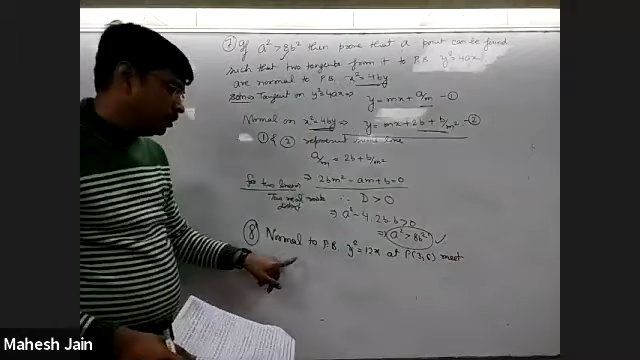 ⑦ If a² > 8b² then prove that a point can be found
such that two tangents from it to P.B. y²=4ax
are normal to P.B. x²=4by
Soln ⇒ Tangent on y²=4ax ⇒ y = mx + a/m – ①
Normal on x²=4by ⇒ y = mx + 2b + b/m² – ②
① & ② represent same line
a/m = 2b + b/m²
⇒ 2bm² – am + b = 0
for two lines
Two real roots ∴ D > 0
distinct
⇒ a² – 4.2b.b > 0
⇒ a² > 8b² ✓
⑧ Normal to P.B. y²=12x at P(3,6) meet
Mahesh Jain